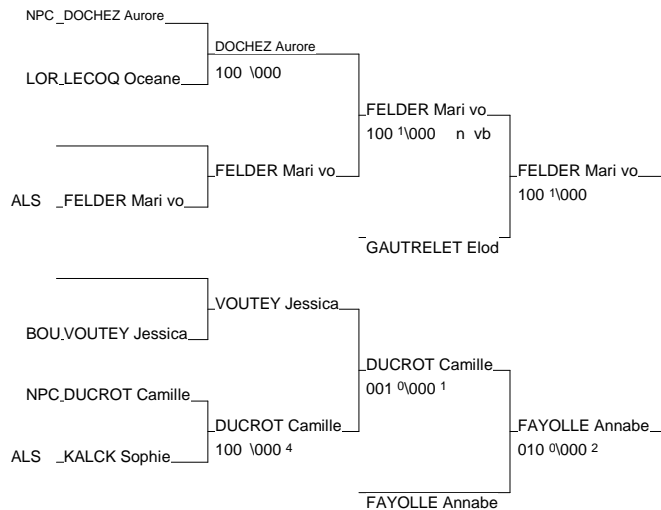 NPC DOCHEZ Aurore
DOCHEZ Aurore
LOR LECOQ Oceane
100 \000
FELDER Mari vo
100 1\000 n vb
FELDER Mari vo
FELDER Mari vo
100 1\000
ALS FELDER Mari vo
GAUTRELET Elod
VOUTEY Jessica
BOU VOUTEY Jessica
DUCROT Camille
001 0\000 1
NPC DUCROT Camille
DUCROT Camille
100 \000 4
FAYOLLE Annabe
010 0\000 2
ALS KALCK Sophie
FAYOLLE Annabe